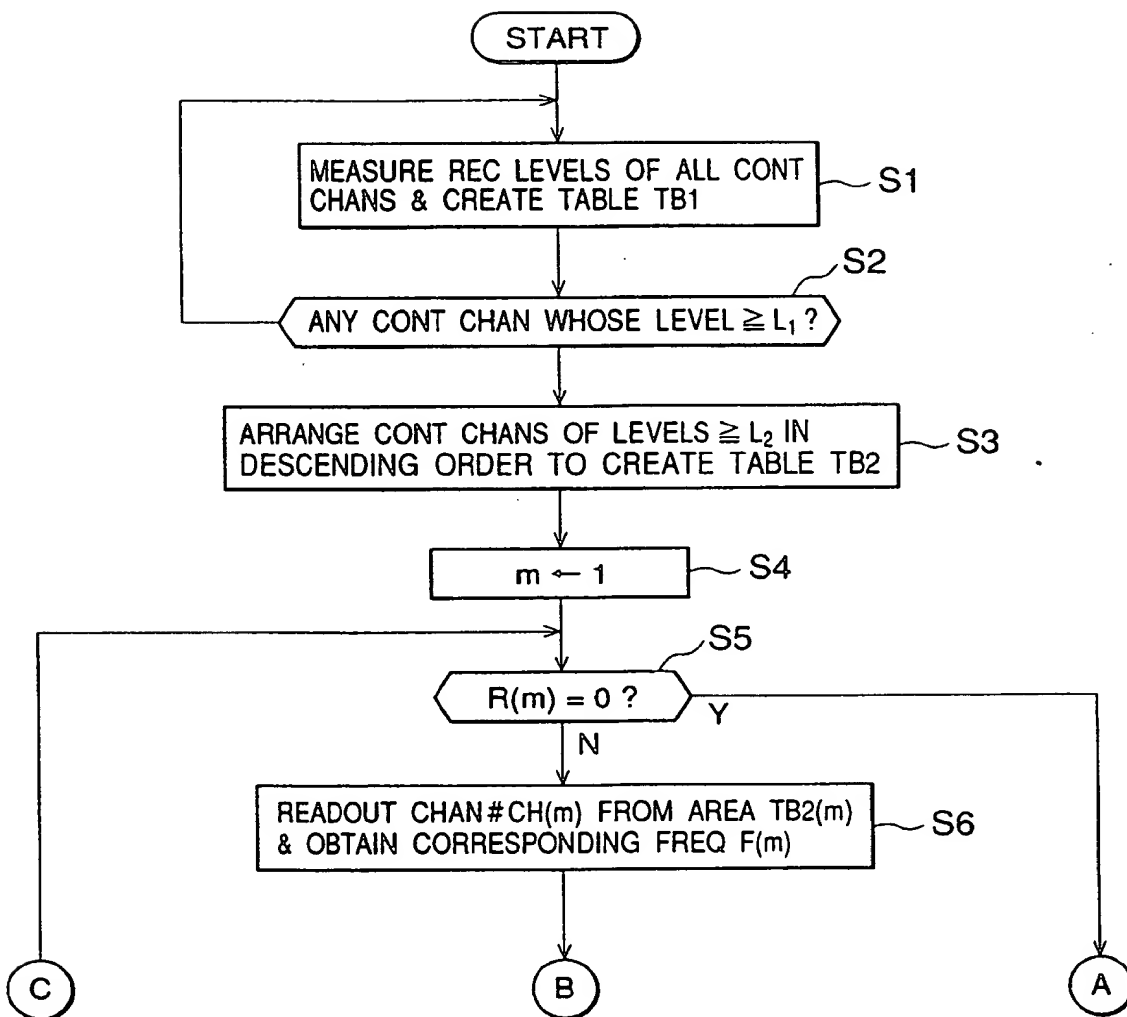 START
MEASURE REC LEVELS OF ALL CONT
CHANS & CREATE TABLE TB1
S1
S2
ANY CONT CHAN WHOSE LEVEL ≧ L₁ ?
ARRANGE CONT CHANS OF LEVELS ≧ L₂ IN
DESCENDING ORDER TO CREATE TABLE TB2
S3
m ← 1
S4
S5
R(m) = 0 ?
Y
N
READOUT CHAN # CH(m) FROM AREA TB2(m)
& OBTAIN CORRESPONDING FREQ F(m)
S6
C
B
A